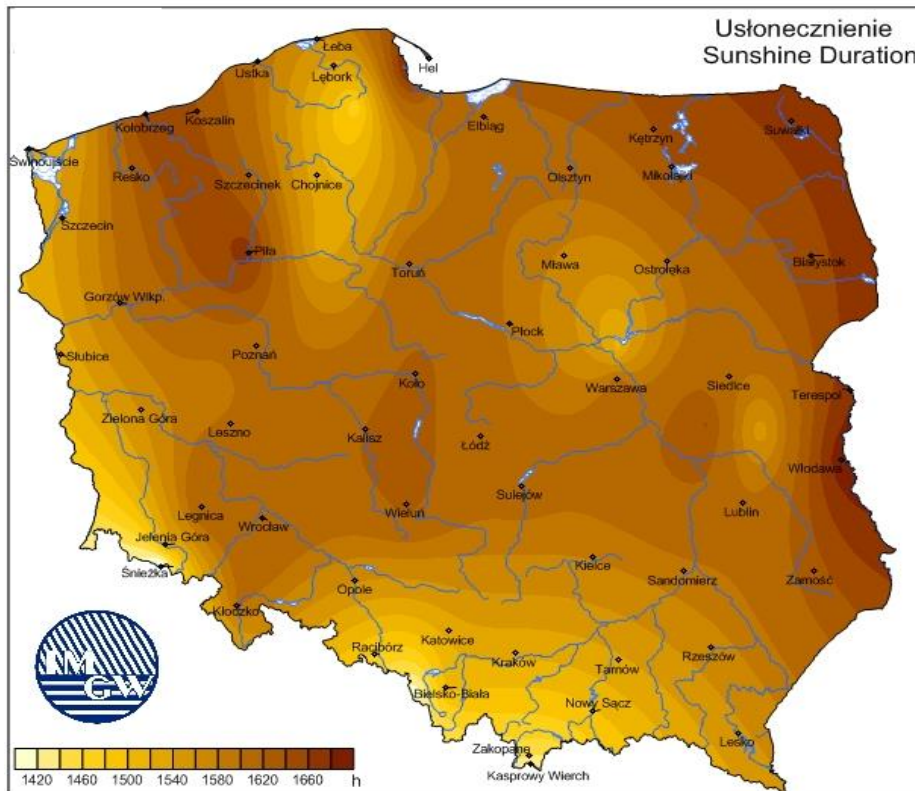 Usłonecznienie
Sunshine Duration
Łeba
Ustka
Lębork
Hel
Kołobrzeg
Koszalin
Elbląg
Kętrzyn
Suwałki
Świnoujście
Resko
Szczecinek
Chojnice
Olsztyn
Mikołajki
Szczecin
Piła
Toruń
Mława
Ostrołęka
Białystok
Gorzów Wlkp.
Płock
Słubice
Poznań
Koło
Warszawa
Siedlce
Terespol
Zielona Góra
Leszno
Kalisz
Łódź
Włodawa
Sulejów
Legnica
Wrocław
Wieluń
Lublin
Jelenia Góra
Śnieżka
Opole
Kielce
Sandomierz
Zamość
Kłodzko
Racibórz
Katowice
Kraków
Tarnów
Rzeszów
IM
GW
Bielsko-Biała
Nowy Sącz
Lesko
Zakopane
Kasprowy Wierch
1420 1460 1500 1540 1580 1620 1660 h